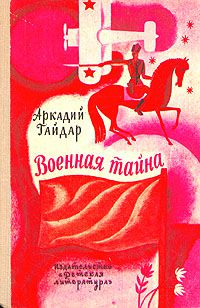 Аркадий
Гайдар
Военная тайна
издательство
«Детская
литература»